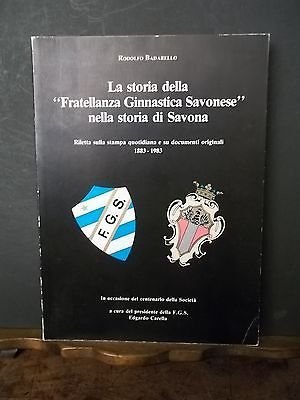 RODOLFO BADARELLO
La storia della
"Fratellanza Ginnastica Savonese"
nella storia di Savona
Riletta sulla stampa quotidiana e su documenti originali
1883 - 1983
F.G.S.
In occasione del centenario della Società
a cura del presidente della F.G.S.
Edgardo Carella